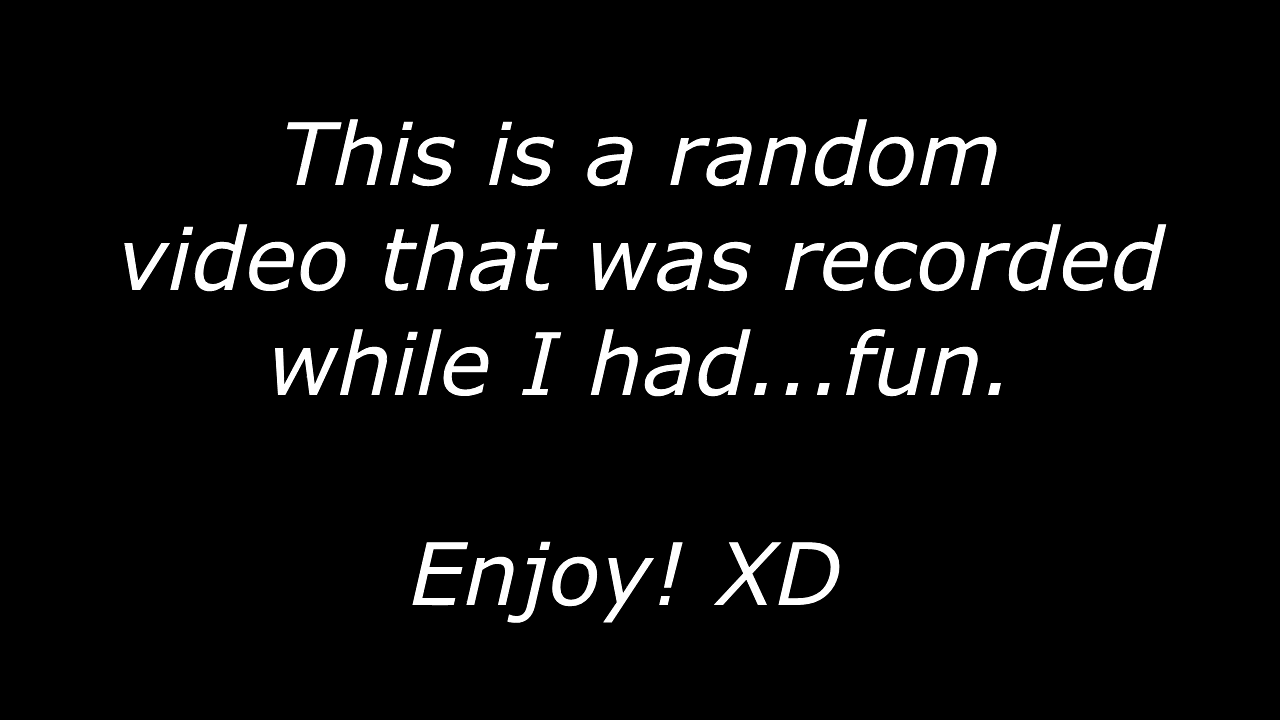 This is a random
video that was recorded
while I had...fun.
Enjoy! XD